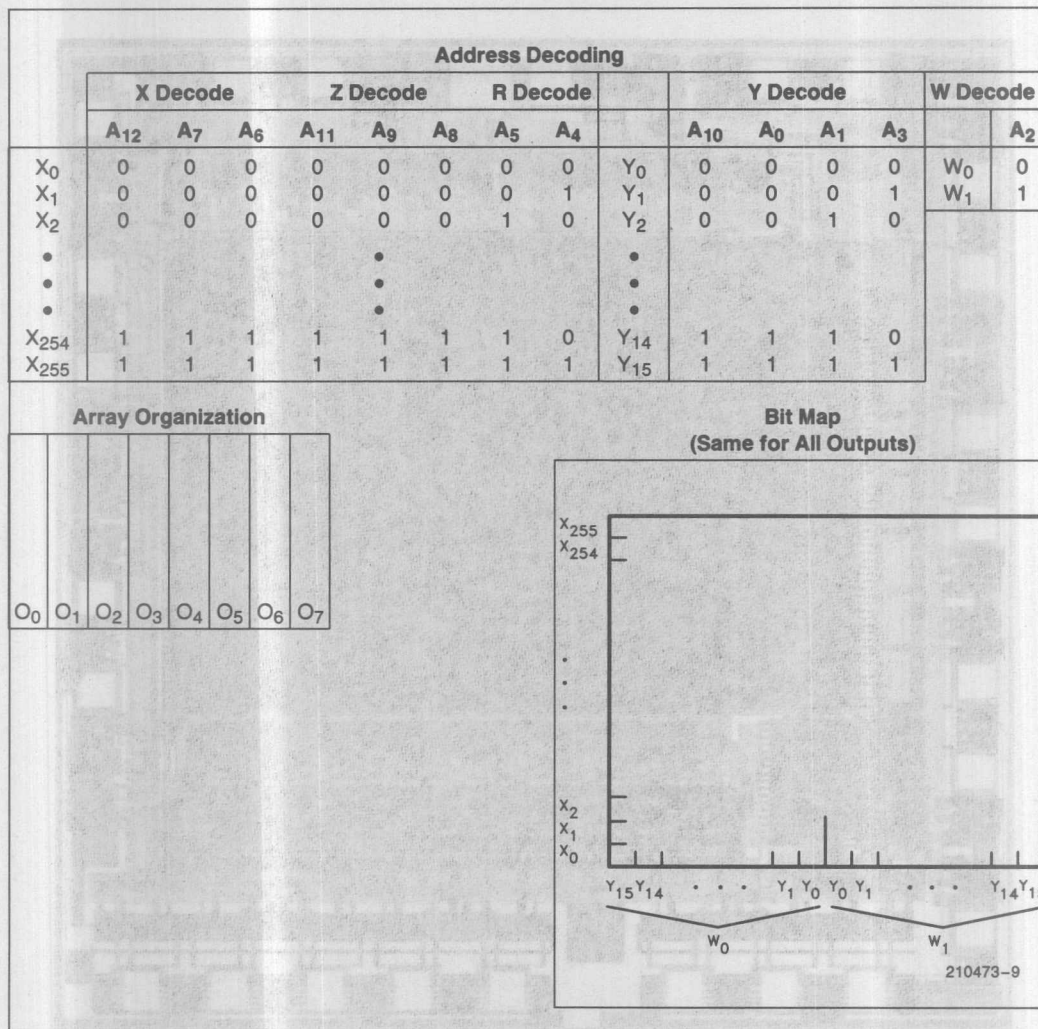 Address Decoding
X Decode Z Decode R Decode Y Decode W Decode
A12 A7 A6 A11 A9 A8 A5 A4 A10 A0 A1 A3 A2
X0 0 0 0 0 0 0 0 0 Y0 0 0 0 0 W0 0
X1 0 0 0 0 0 0 0 1 Y1 0 0 0 1 W1 1
X2 0 0 0 0 0 0 1 0 Y2 0 0 1 0
X254 1 1 1 1 1 1 1 0 Y14 1 1 1 0
X255 1 1 1 1 1 1 1 1 Y15 1 1 1 1
Array Organization
O0 O1 O2 O3 O4 O5 O6 O7
Bit Map
(Same for All Outputs)
X255
X254
X2
X1
X0
Y15 Y14 . . . Y1 Y0 Y0 Y1 . . . Y14
W0 W1
210473-9